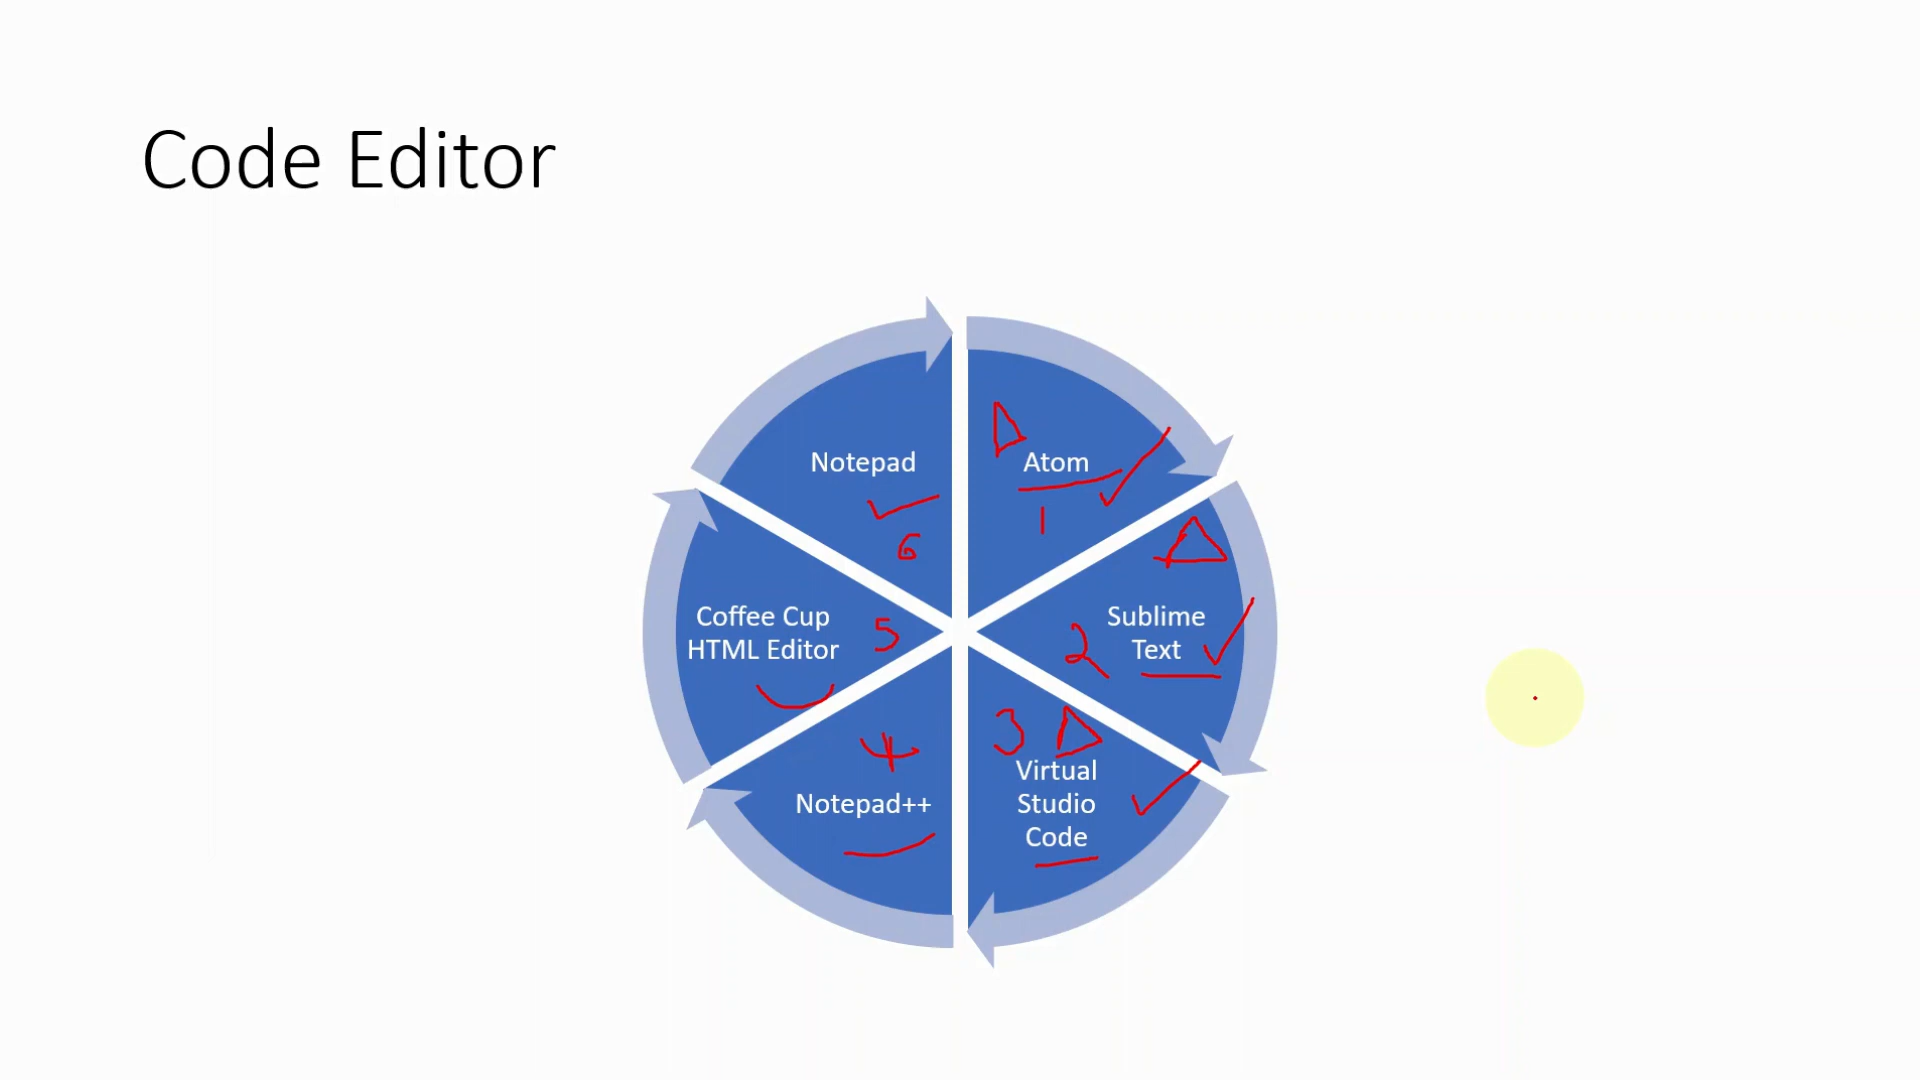 Code Editor
Notepad
6
Atom
1
Sublime
Text
2
3
Virtual
Studio
Code
4
Notepad++
Coffee Cup
HTML Editor
5